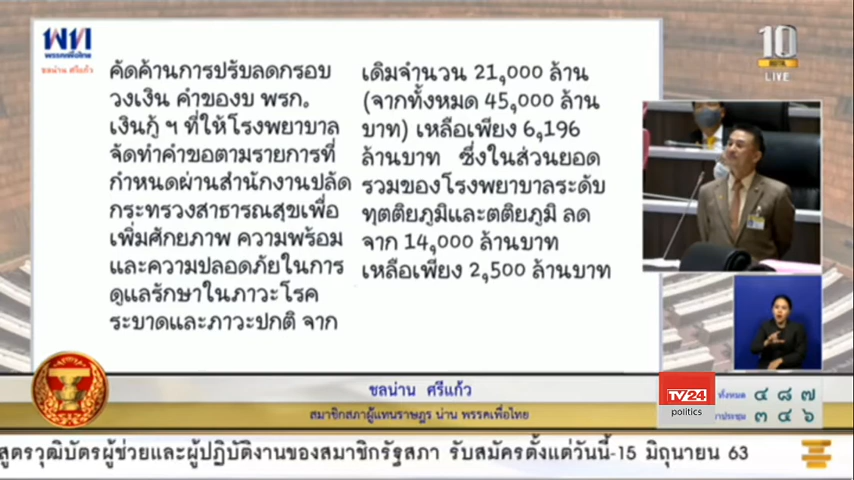 พท
พรรคเพื่อไทย
ชลน่าน ศรีแก้ว
คัดค้านการปรับลดกรอบ
วงเงิน คำของบ พรก.
เงินกู้ ฯ ที่ให้โรงพยาบาล
จัดทำคำขอตามรายการที่
กำหนดผ่านสำนักงานปลัด
กระทรวงสาธารณสุขเพื่อ
เพิ่มศักยภาพ ความพร้อม
และความปลอดภัยในการ
ดูแลรักษาในภาวะโรค
ระบาดและภาวะปกติ จาก
เดิมจำนวน 21,000 ล้าน
(จากทั้งหมด 45,000 ล้าน
บาท) เหลือเพียง 6,196
ล้านบาท ซึ่งในส่วนยอด
รวมของโรงพยาบาลระดับ
ทุตติยภูมิและตติยภูมิ ลด
จาก 14,000 ล้านบาท
เหลือเพียง 2,500 ล้านบาท
10
DIGITAL
LIVE
ชลน่าน ศรีแก้ว
สมาชิกสภาผู้แทนราษฎร น่าน พรรคเพื่อไทย
TV24
politics
ทั้งหมด ๔๘๗
าประชุม ๓๔๖
สูตรวุฒิบัตรผู้ช่วยและผู้ปฏิบัติงานของสมาชิกรัฐสภา รับสมัครตั้งแต่วันนี้-15 มิถุนายน 63